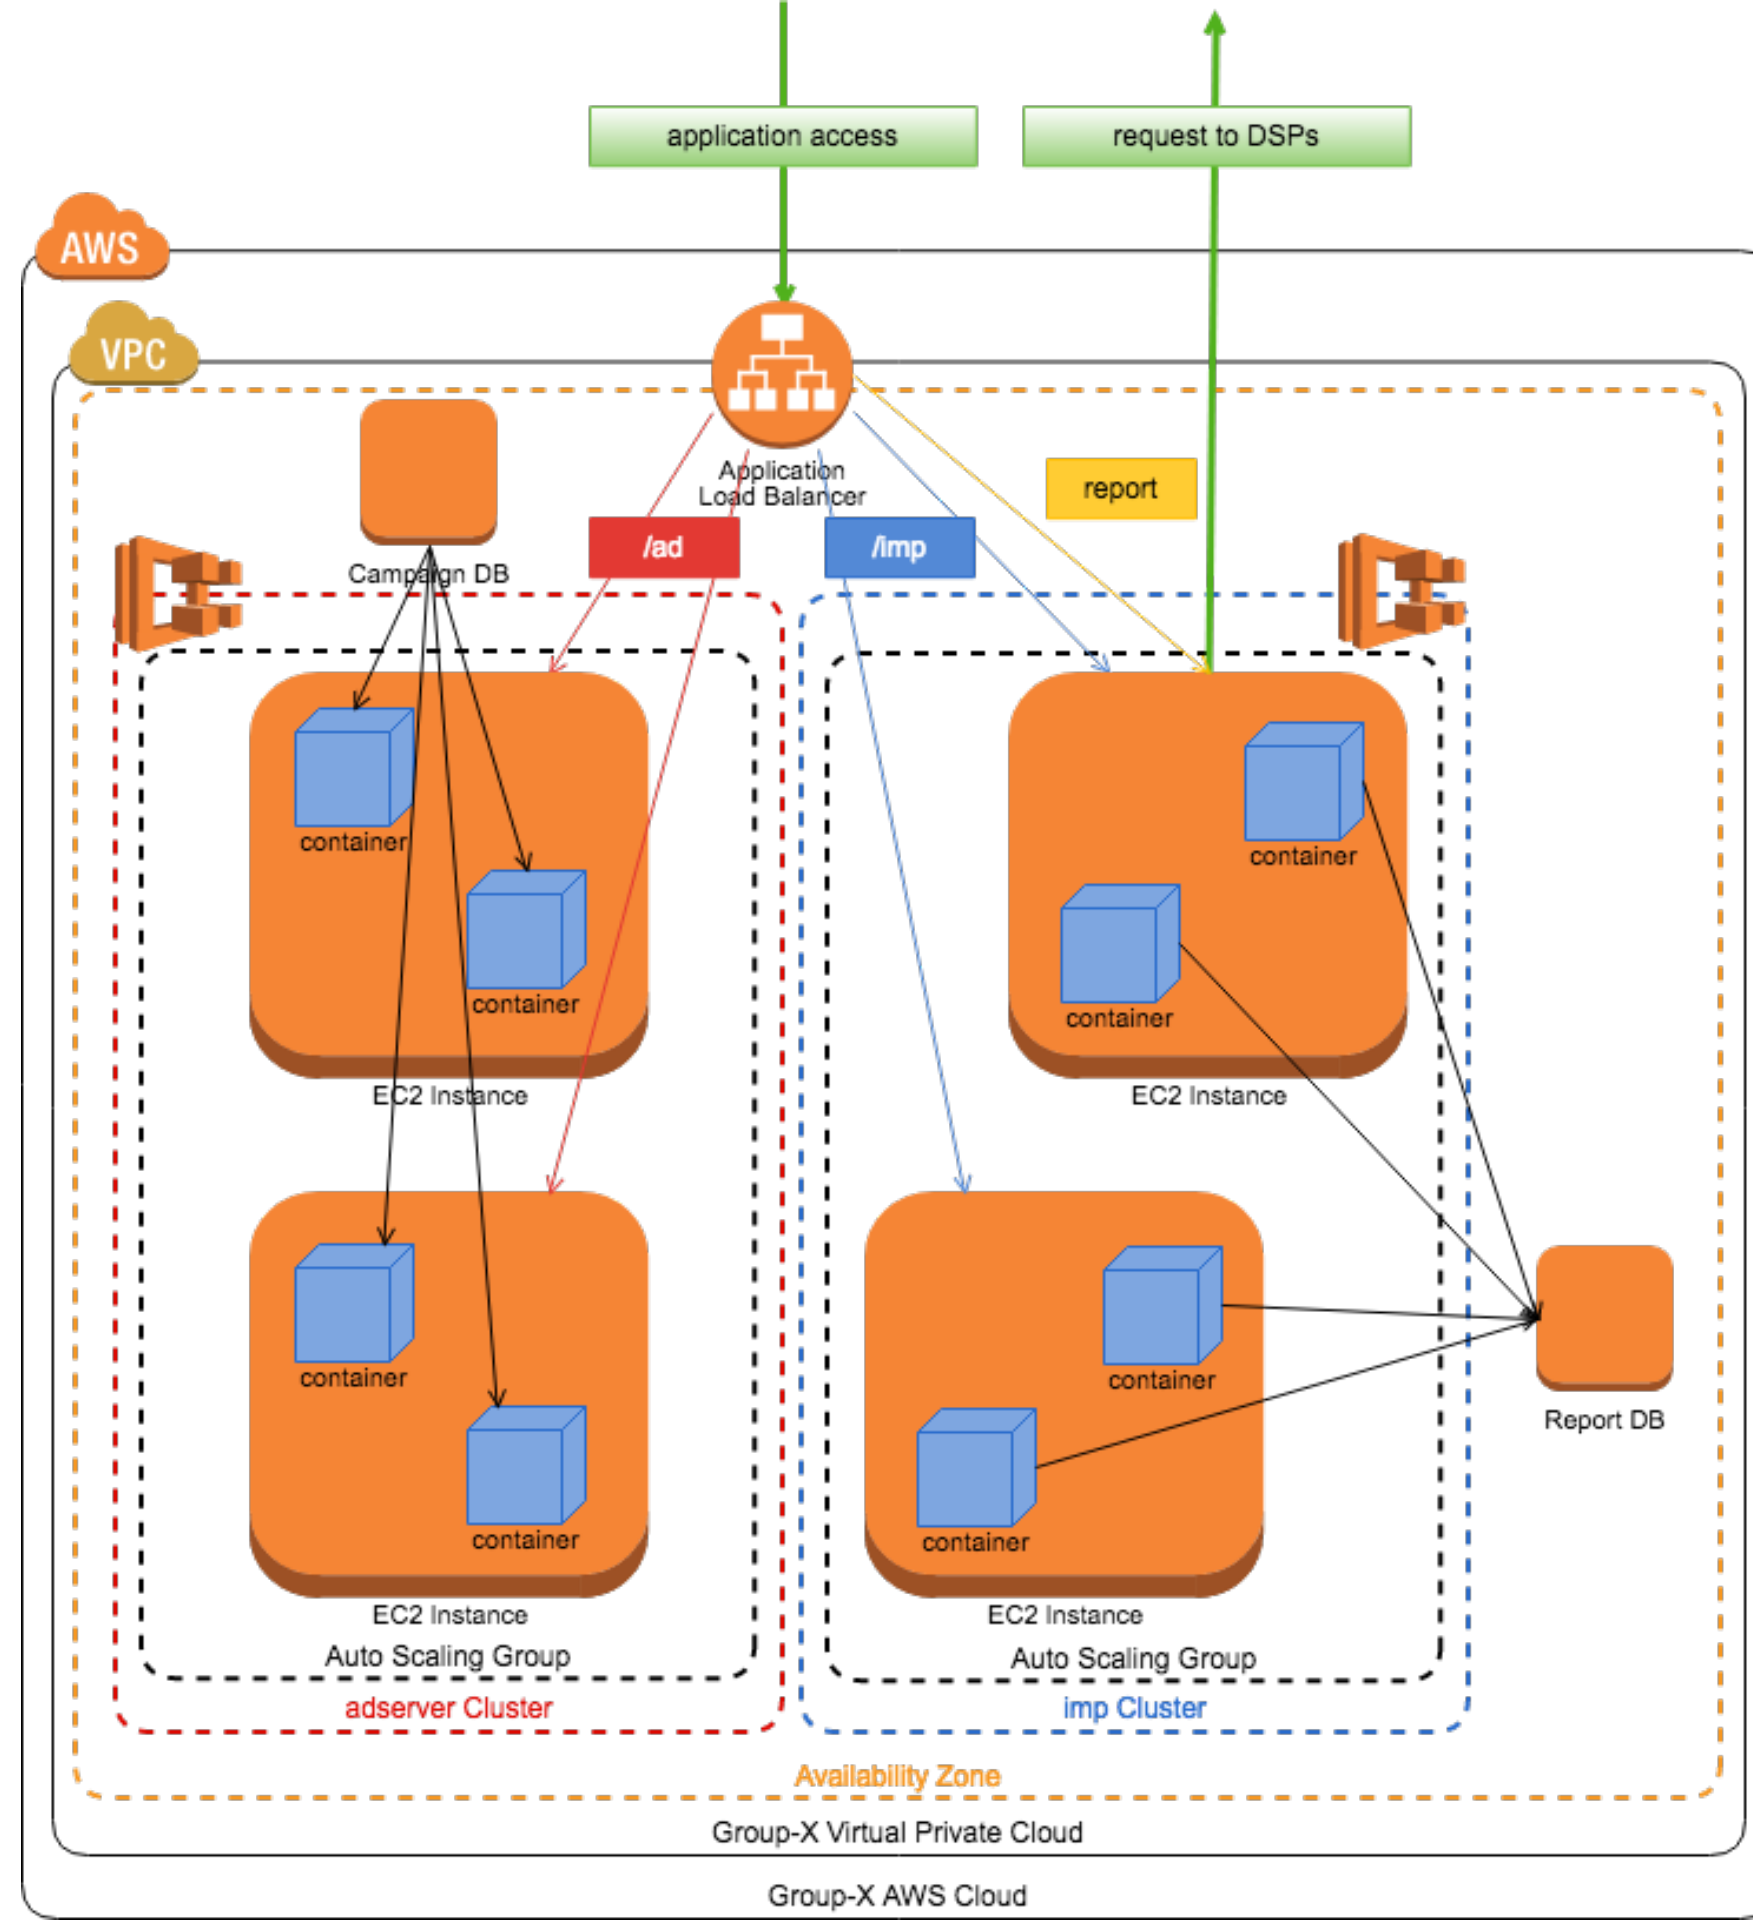 application access
request to DSPs
AWS
VPC
Application
Load Balancer
report
/ad
/imp
Campaign DB
container
container
container
container
EC2 Instance
EC2 Instance
container
container
container
container
Report DB
EC2 Instance
EC2 Instance
Auto Scaling Group
Auto Scaling Group
adserver Cluster
imp Cluster
Availability Zone
Group-X Virtual Private Cloud
Group-X AWS Cloud